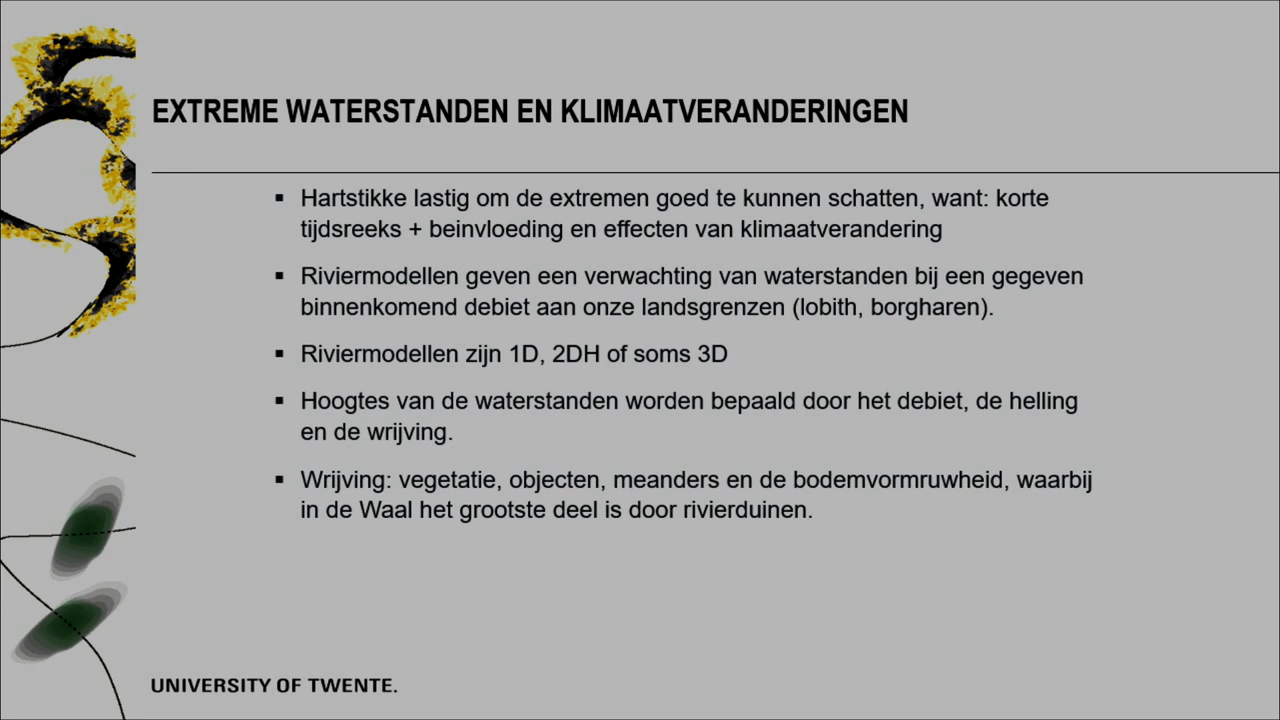 EXTREME WATERSTANDEN EN KLIMAATVERANDERINGEN
▪ Hartstikke lastig om de extremen goed te kunnen schatten, want: korte
tijdsreeks + beinvloeding en effecten van klimaatverandering
▪ Riviermodellen geven een verwachting van waterstanden bij een gegeven
binnenkomend debiet aan onze landsgrenzen (lobith, borgharen).
▪ Riviermodellen zijn 1D, 2DH of soms 3D
▪ Hoogtes van de waterstanden worden bepaald door het debiet, de helling
en de wrijving.
▪ Wrijving: vegetatie, objecten, meanders en de bodemvormruwheid, waarbij
in de Waal het grootste deel is door rivierduinen.
UNIVERSITY OF TWENTE.